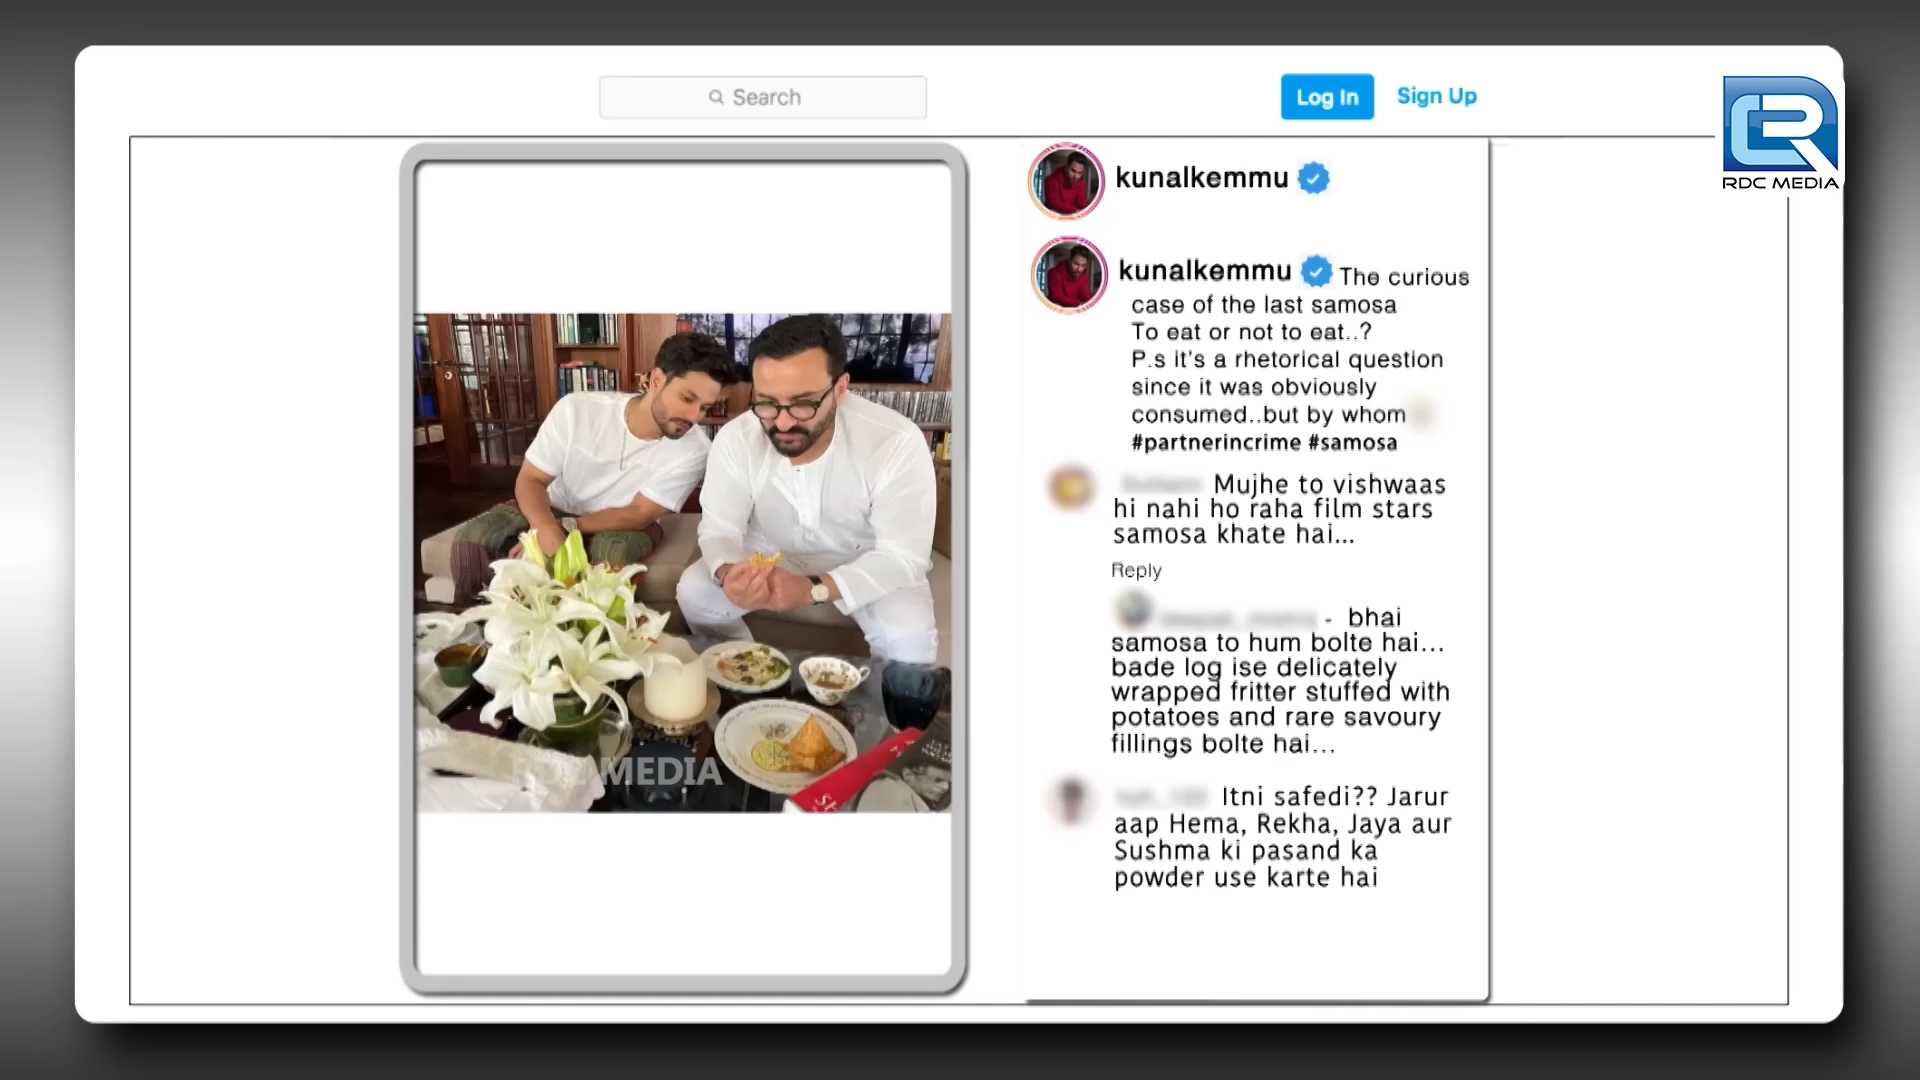 Search
Log In
Sign Up
RDC MEDIA
kunalkemmu
kunalkemmu The curious
case of the last samosa
To eat or not to eat..?
P.s it's a rhetorical question
since it was obviously
consumed..but by whom
#partnerincrime #samosa
Mujhe to vishwaas
hi nahi ho raha film stars
samosa khate hai...
Reply
- bhai
samosa to hum bolte hai...
bade log ise delicately
wrapped fritter stuffed with
potatoes and rare savoury
fillings bolte hai...
Itni safedi?? Jarur
aap Hema, Rekha, Jaya aur
Sushma ki pasand ka
powder use karte hai
RDC MEDIA